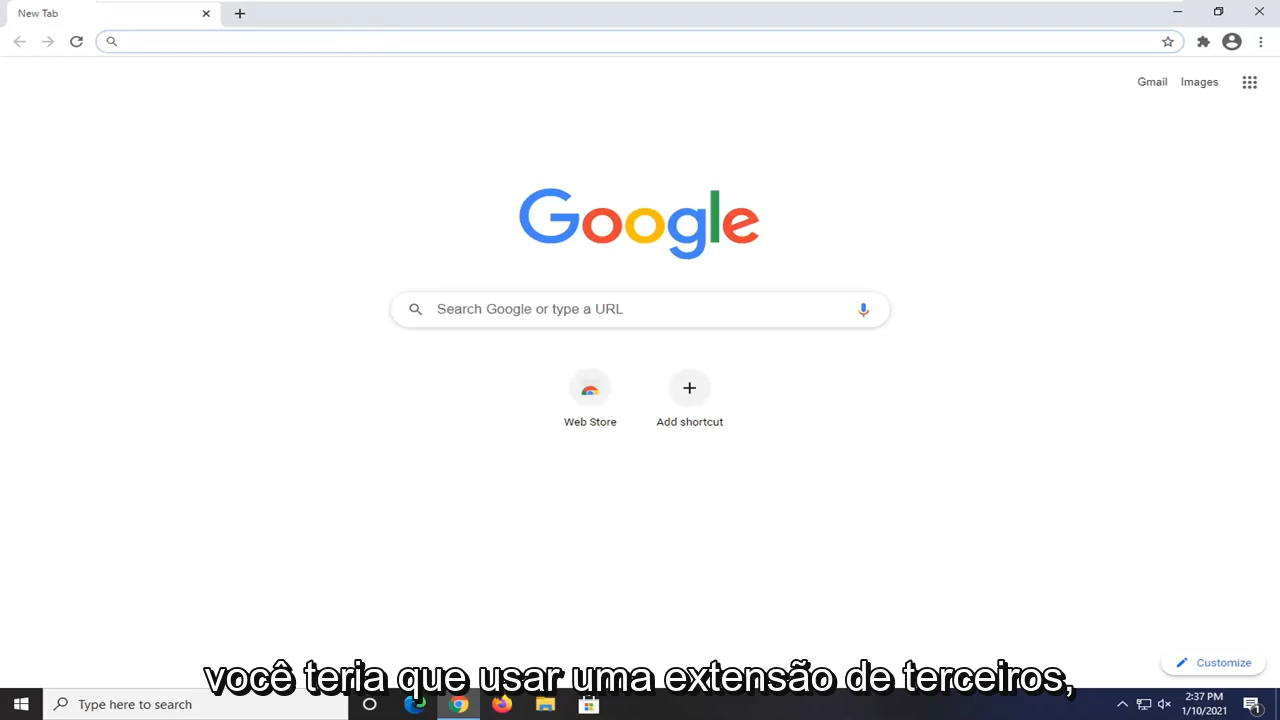 New Tab
Gmail Images
Google
Search Google or type a URL
Web Store Add shortcut
Customize
você teria que usar uma extensão de terceiros,
Type here to search
2:37 PM
1/10/2021
1